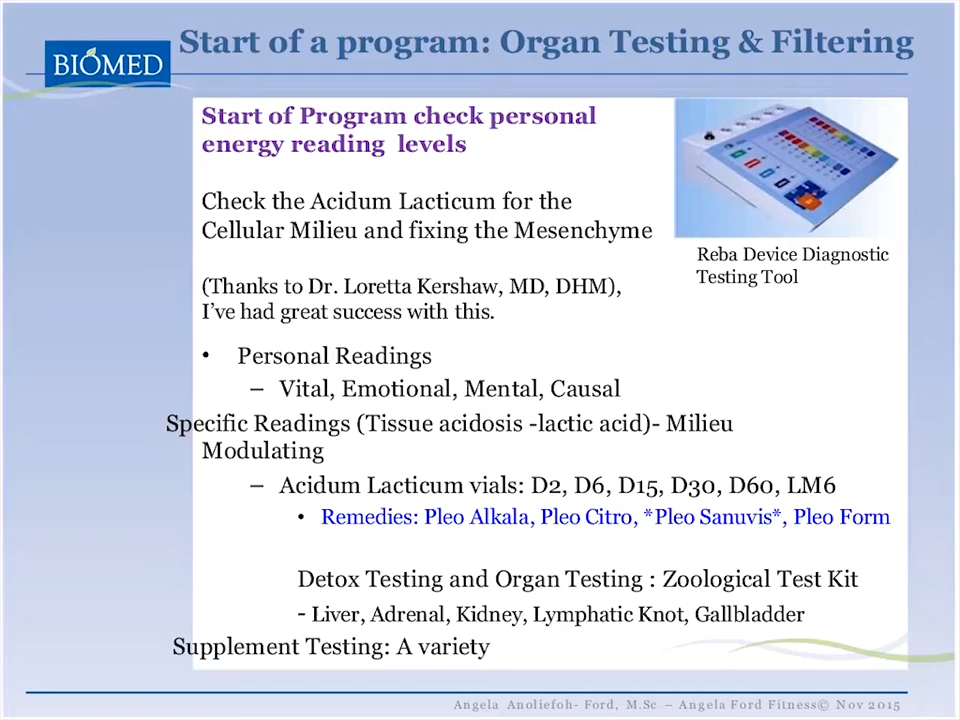 Start of a program: Organ Testing & Filtering
BIOMED
Start of Program check personal
energy reading levels
Check the Acidum Lacticum for the
Cellular Milieu and fixing the Mesenchyme
Reba Device Diagnostic
Testing Tool
(Thanks to Dr. Loretta Kershaw, MD, DHM),
I've had great success with this.
• Personal Readings
– Vital, Emotional, Mental, Causal
Specific Readings (Tissue acidosis -lactic acid)- Milieu
Modulating
– Acidum Lacticum vials: D2, D6, D15, D30, D60, LM6
• Remedies: Pleo Alkala, Pleo Citro, *Pleo Sanuvis*, Pleo Form
Detox Testing and Organ Testing : Zoological Test Kit
- Liver, Adrenal, Kidney, Lymphatic Knot, Gallbladder
Supplement Testing: A variety
Angela Anoliefoh- Ford, M.Sc – Angela Ford Fitness© Nov 2015